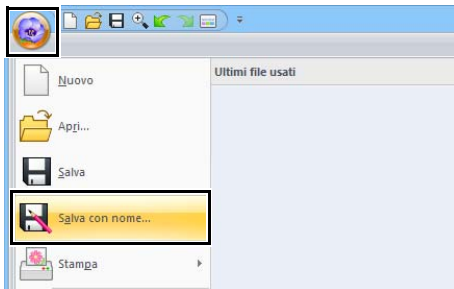 Ultimi file usati
Nuovo
Apri...
Salva
Salva con nome...
Stampa